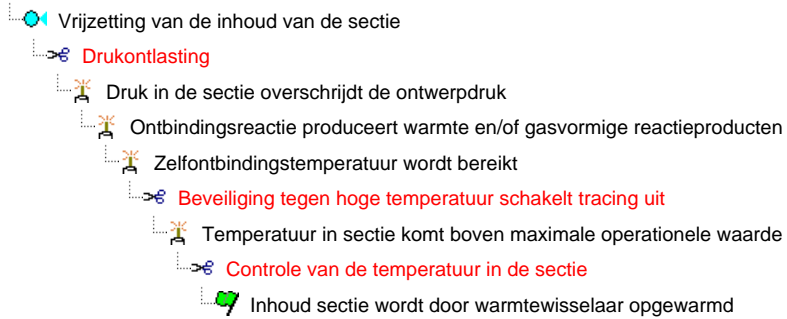 Vrijzetting van de inhoud van de sectie
Drukontlasting
Druk in de sectie overschrijdt de ontwerpdruk
Ontbindingsreactie produceert warmte en/of gasvormige reactieproducten
Zelfontbindingstemperatuur wordt bereikt
Beveiliging tegen hoge temperatuur schakelt tracing uit
Temperatuur in sectie komt boven maximale operationele waarde
Controle van de temperatuur in de sectie
Inhoud sectie wordt door warmtewisselaar opgewarmd